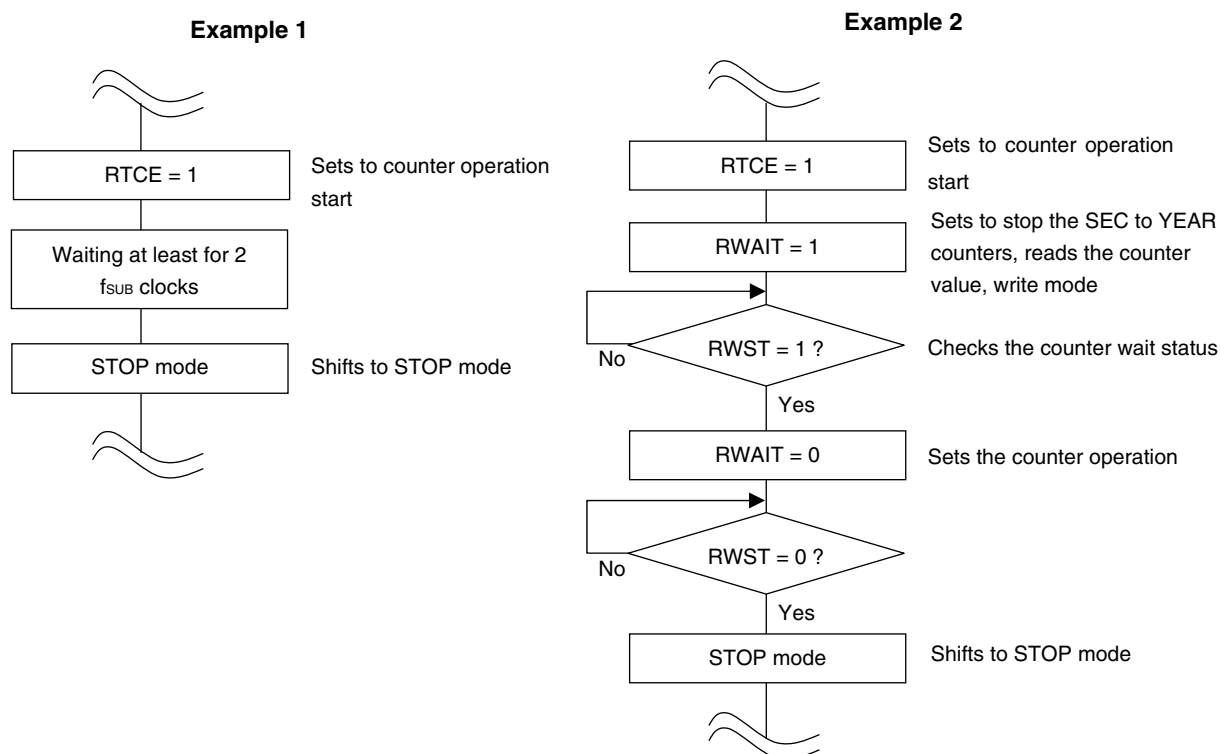 Example 1
RTCE = 1
Sets to counter operation
start
Waiting at least for 2
fSUB clocks
STOP mode
Shifts to STOP mode
Example 2
RTCE = 1
Sets to counter operation
start
RWAIT = 1
Sets to stop the SEC to YEAR
counters, reads the counter
value, write mode
RWST = 1 ?
No
Checks the counter wait status
Yes
RWAIT = 0
Sets the counter operation
RWST = 0 ?
No
Yes
STOP mode
Shifts to STOP mode